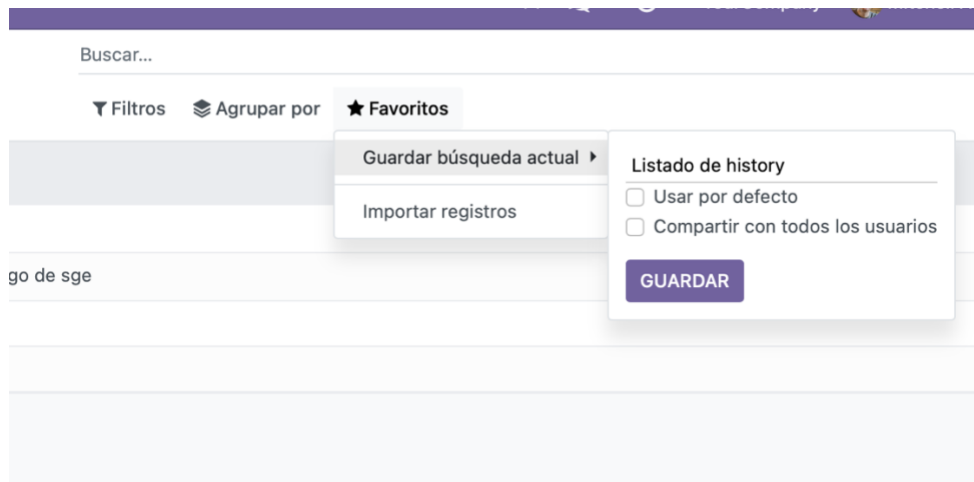 Buscar...
Filtros Agrupar por Favoritos
Guardar búsqueda actual
Listado de history
Importar registros
Usar por defecto
Compartir con todos los usuarios
go de sge
GUARDAR